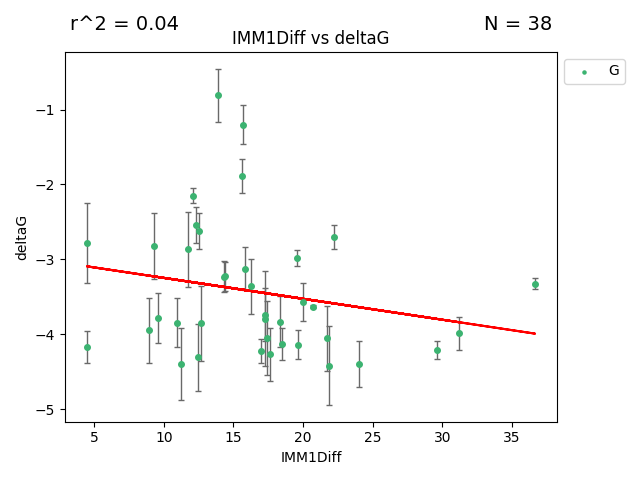 r^2 = 0.04
N = 38
IMM1Diff vs deltaG
G
−1
−2
−3
−4
−5
deltaG
5 10 15 20 25 30 35
IMM1Diff